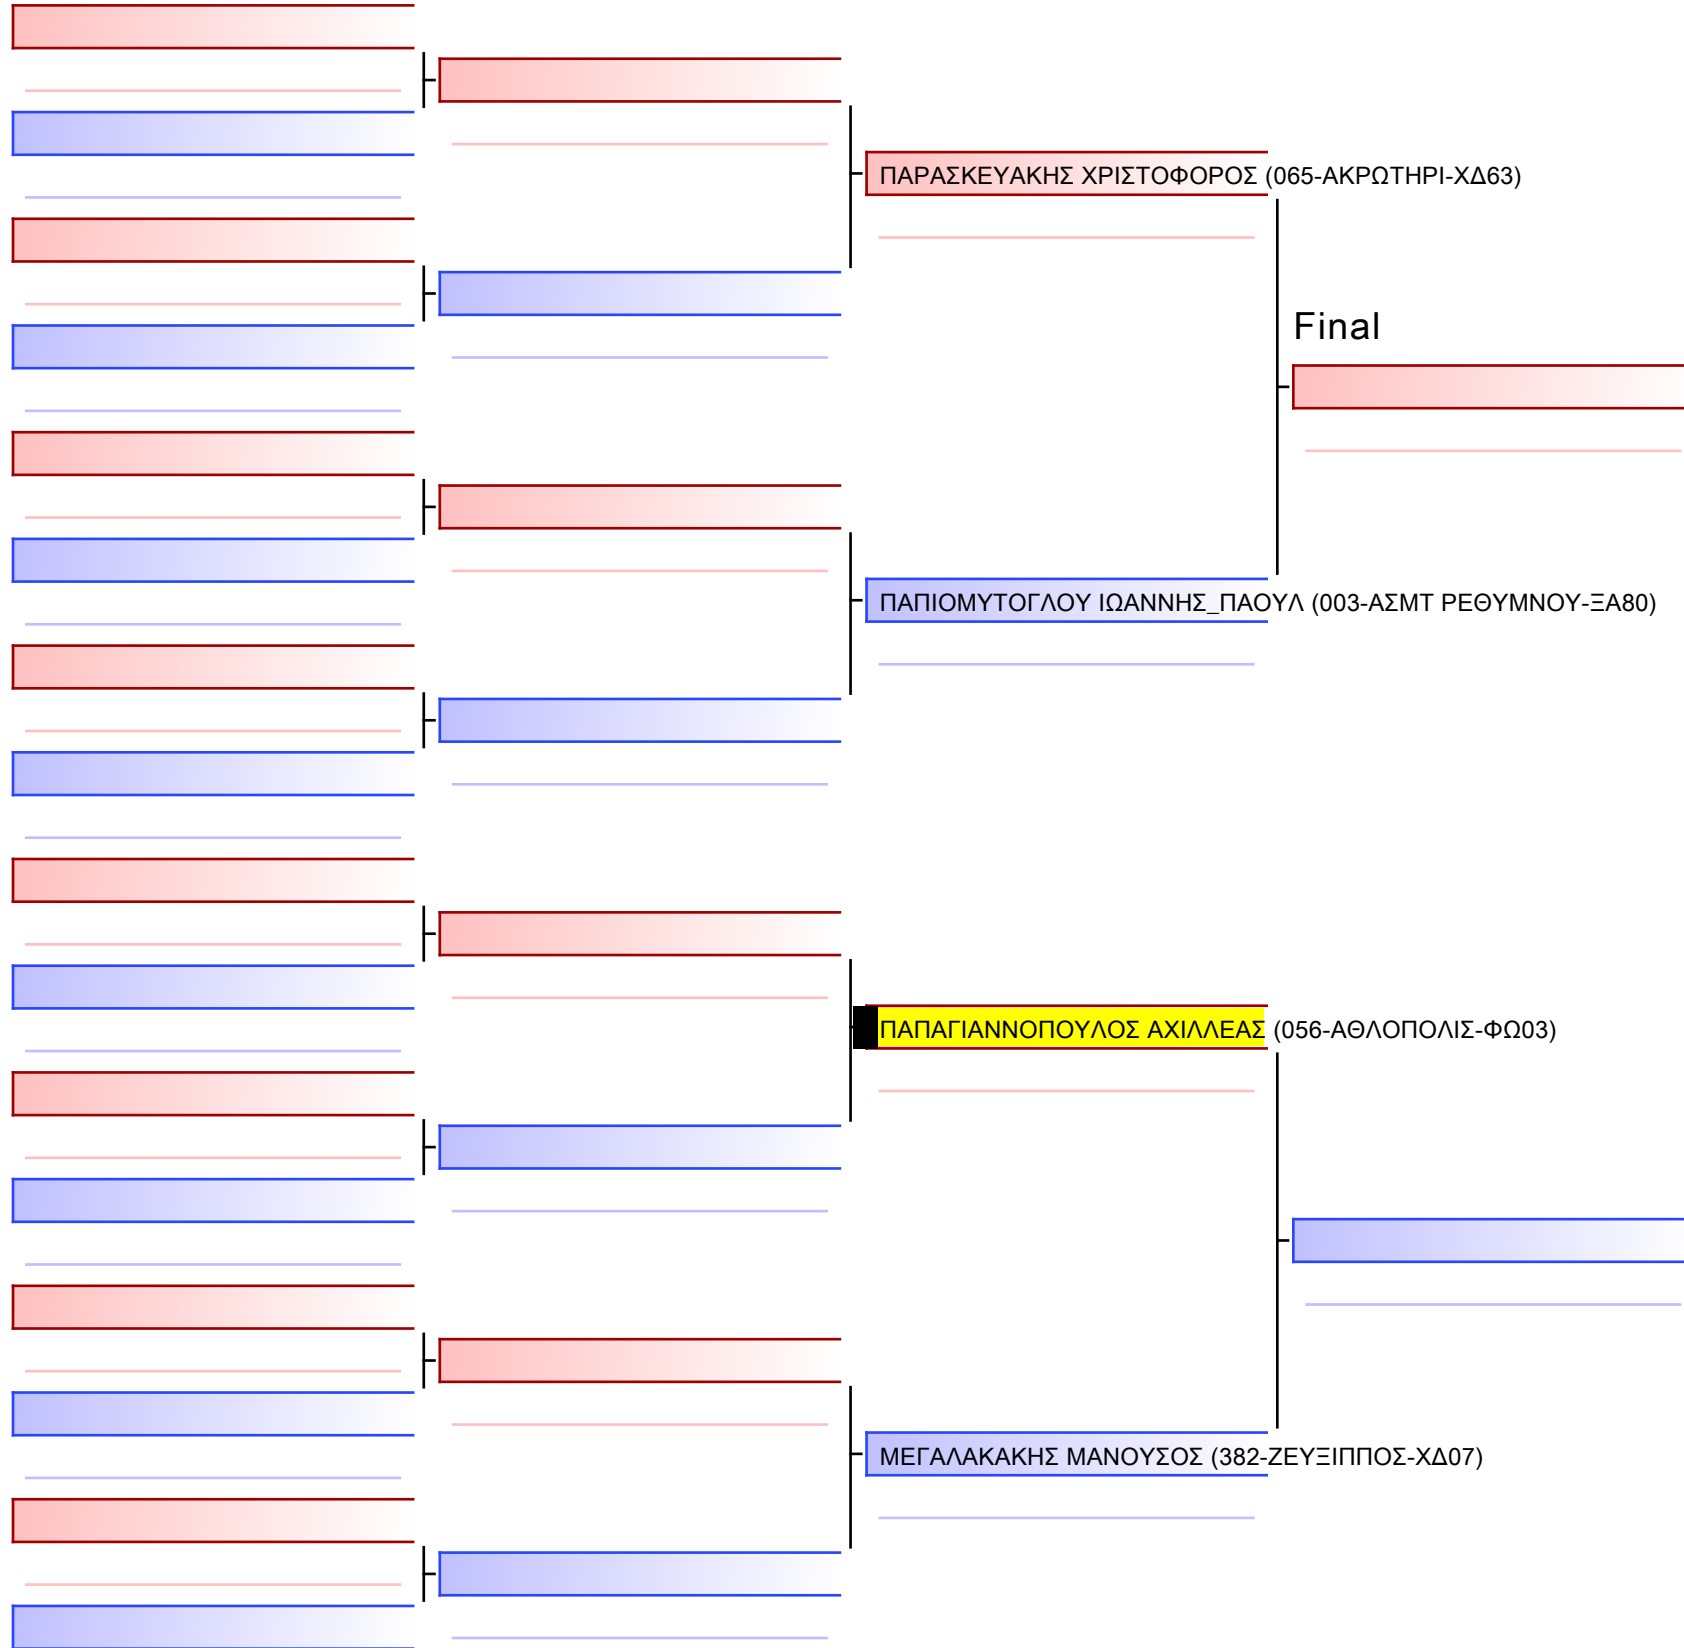 ΠΑΡΑΣΚΕΥΑΚΗΣ ΧΡΙΣΤΟΦΟΡΟΣ (065-ΑΚΡΩΤΗΡΙ-ΧΔ63)
Final
ΠΑΠΙΟΜΥΤΟΓΛΟΥ ΙΩΑΝΝΗΣ_ΠΑΟΥΛ (003-ΑΣΜΤ ΡΕΘΥΜΝΟΥ-ΞΑ80)
ΠΑΠΑΓΙΑΝΝΟΠΟΥΛΟΣ ΑΧΙΛΛΕΑΣ (056-ΑΘΛΟΠΟΛΙΣ-ΦΩ03)
ΜΕΓΑΛΑΚΑΚΗΣ ΜΑΝΟΥΣΟΣ (382-ΖΕΥΞΙΠΠΟΣ-ΧΔ07)